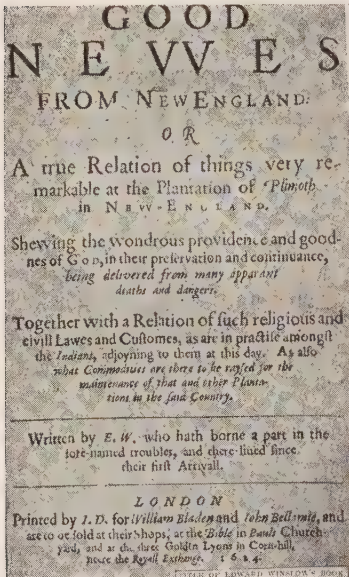 GOOD
NEVVES
FROM NEW ENGLAND:
OR
A true Relation of things very re-
markable at the Plantation of Plimoth
in NEW-ENGLAND.
Shewing the wondrous providence and good-
nes of GOD, in their preservation and continuance,
being delivered from many apparant
deaths and dangers.
Together with a Relation of such religious and
civill Lawes and Customes, as are in practise amongst
the Indians, adjoyning to them at this day. As also
what Commodities are there to be raysed for the
maintenance of that and other Planta-
tions in the said Country.
Written by E. W. who hath borne a part in the
fore-named troubles, and there liued since
their first Arrivall.
LONDON
Printed by I. D. for William Bladen and Iohn Bellamie, and
are to be sold at their Shops, at the Bible in Pauls Church-
yard, and at the three Golden Lyons in Corn-hill,
neere the Royall Exchange. 1624.
TITLE OF EDWARD WINSLOW'S BOOK